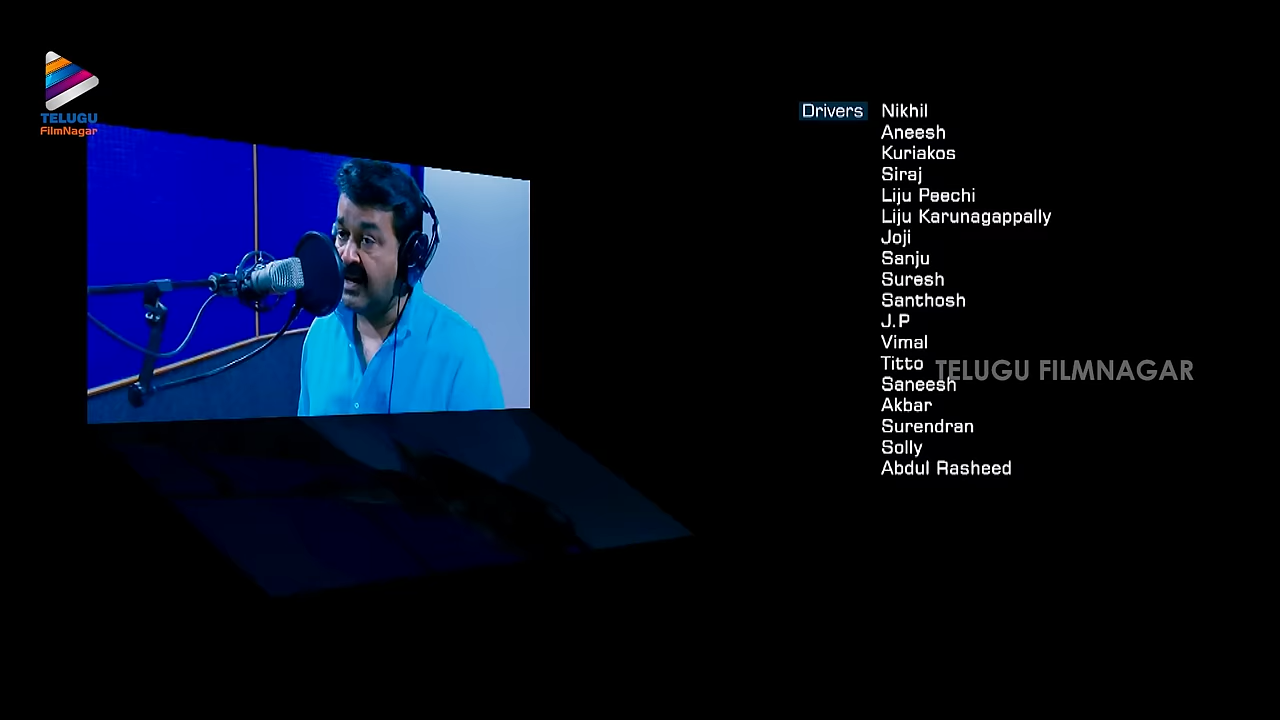 TELUGU
FilmNagar
Drivers Nikhil
Aneesh
Kuriakos
Siraj
Liju Peechi
Liju Karunagappally
Joji
Sanju
Suresh
Santhosh
J.P
Vimal
Titto
TELUGU FILMNAGAR
Saneesh
Akbar
Surendran
Solly
Abdul Rasheed